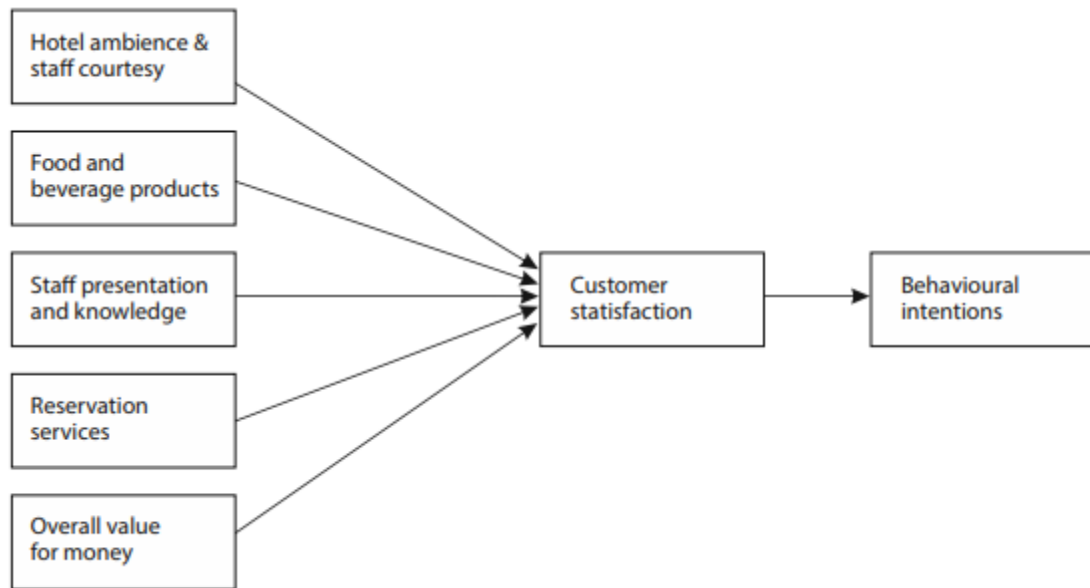 Hotel ambience &
staff courtesy
Food and
beverage products
Staff presentation
and knowledge
Reservation
services
Overall value
for money
Customer
statisfaction
Behavioural
intentions